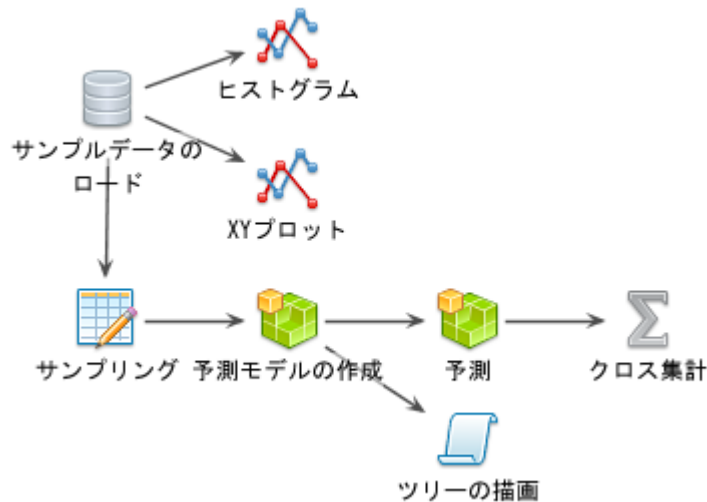 ヒストグラム
サンプルデータの
ロード
XYプロット
サンプリング
予測モデルの作成
予測
クロス集計
ツリーの描画